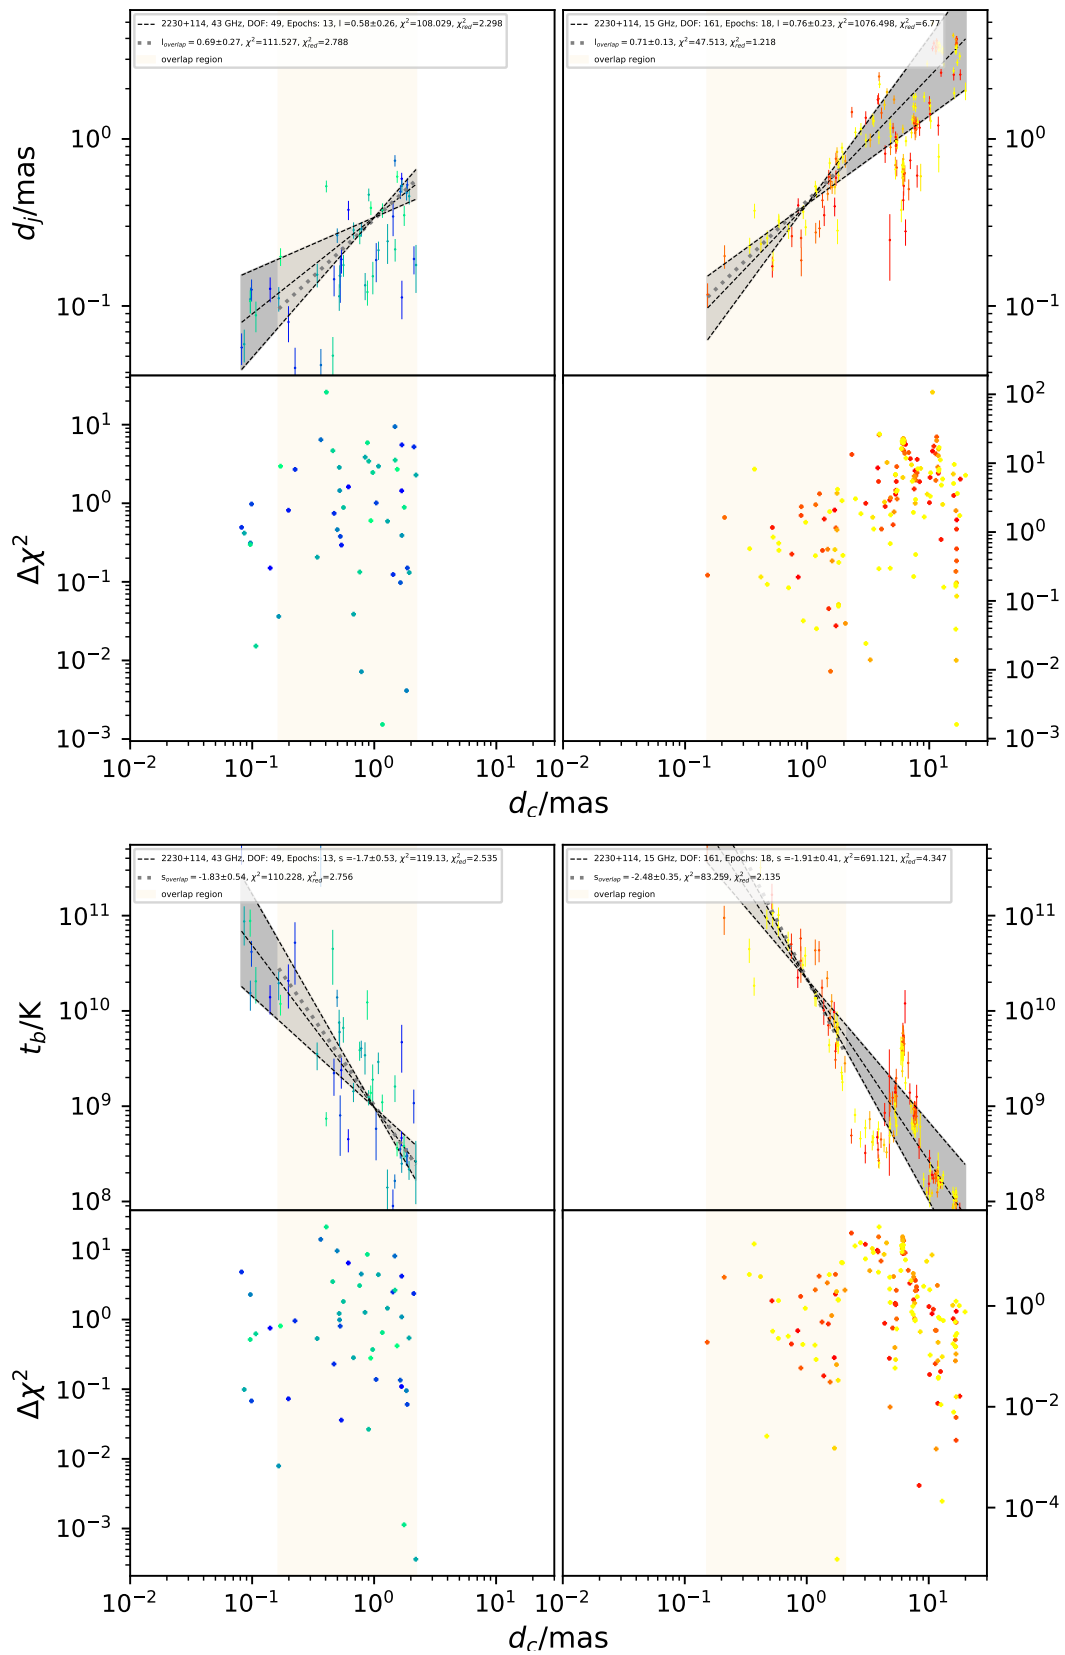 2230+114, 43 GHz, DOF: 49, Epochs: 13, l =0.58±0.26, χ²=108.029, χ²red=2.298
loverlap = 0.69±0.27, χ²=111.527, χ²red=2.788
overlap region
2230+114, 15 GHz, DOF: 161, Epochs: 18, l =0.76±0.23, χ²=1076.498, χ²red=6.77
loverlap = 0.71±0.13, χ²=47.513, χ²red=1.218
overlap region
dj/mas
10⁰
10⁻¹
10⁰
10⁻¹
Δχ²
10¹
10⁰
10⁻¹
10⁻²
10⁻³
10²
10¹
10⁰
10⁻¹
10⁻²
10⁻³
10⁻² 10⁻¹ 10⁰ 10⁻² 10⁻¹ 10⁰ 10¹
dc/mas
2230+114, 43 GHz, DOF: 49, Epochs: 13, s =-1.7±0.53, χ²=119.13, χ²red=2.535
soverlap = -1.83±0.54, χ²=110.228, χ²red=2.756
overlap region
2230+114, 15 GHz, DOF: 161, Epochs: 18, s =-1.91±0.41, χ²=691.121, χ²red=4.347
soverlap = -2.48±0.35, χ²=83.259, χ²red=2.135
overlap region
tb/K
10¹¹
10¹⁰
10⁹
10⁸
10¹¹
10¹⁰
10⁹
10⁸
Δχ²
10¹
10⁰
10⁻¹
10⁻²
10⁻³
10⁰
10⁻²
10⁻⁴
10⁻² 10⁻¹ 10⁰ 10⁻² 10⁻¹ 10⁰ 10¹
dc/mas